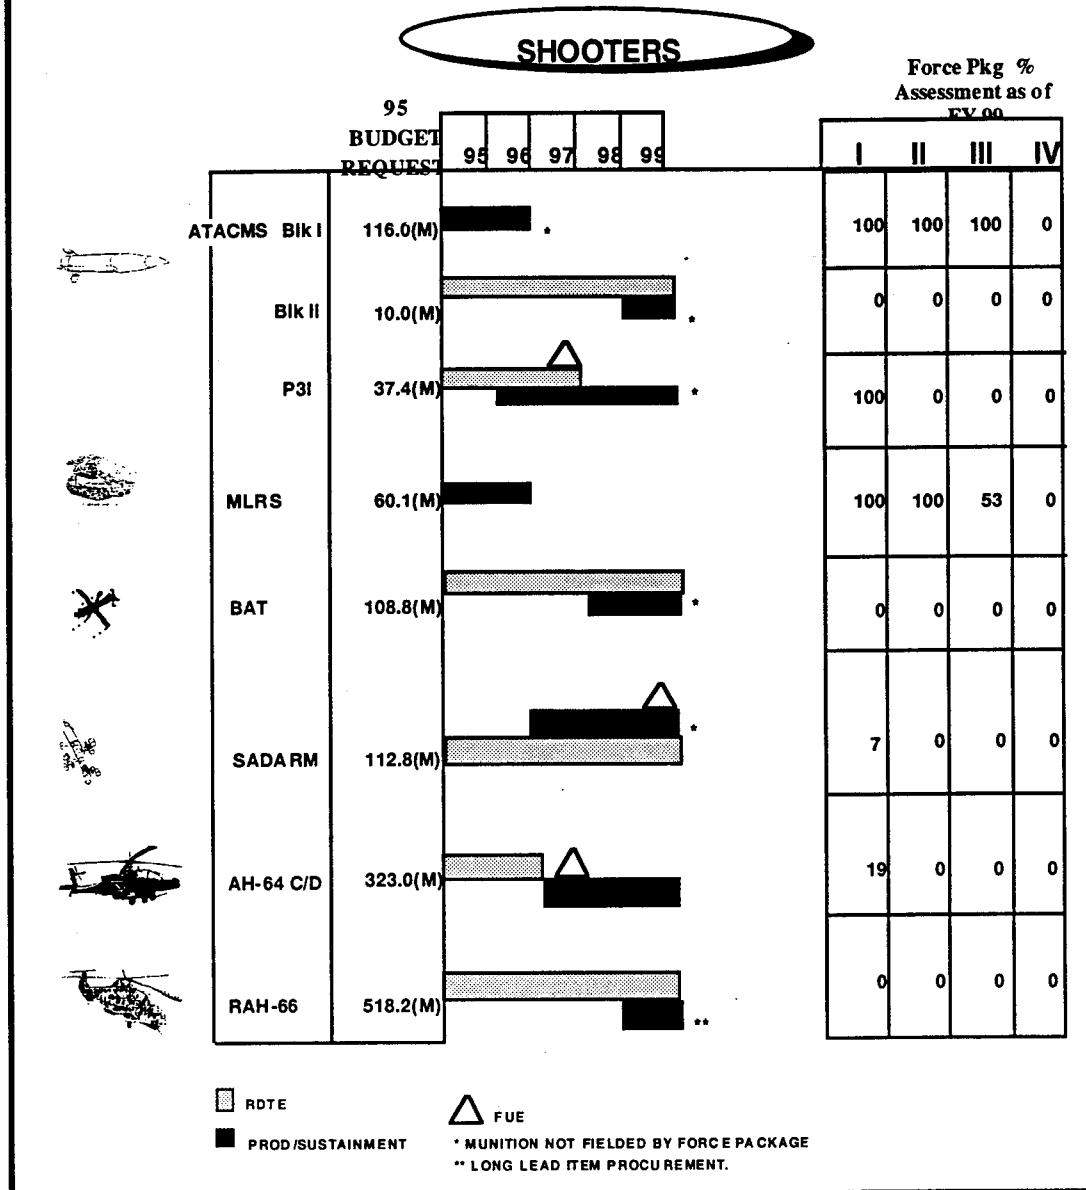 SHOOTERS
Force Pkg %
Assessment as of
FY 99
95
BUDGET
REQUEST
95 96 97 98 99
I II III IV
ATACMS Blk I 116.0(M) * 100 100 100 0
Blk II 10.0(M) * 0 0 0 0
P3I 37.4(M) * 100 0 0 0
MLRS 60.1(M) 100 100 53 0
BAT 108.8(M) * 0 0 0 0
SADARM 112.8(M) * 7 0 0 0
AH-64 C/D 323.0(M) 19 0 0 0
RAH-66 518.2(M) ** 0 0 0 0
RDTE
FUE
PROD/SUSTAINMENT
* MUNITION NOT FIELDED BY FORCE PACKAGE
** LONG LEAD ITEM PROCUREMENT.